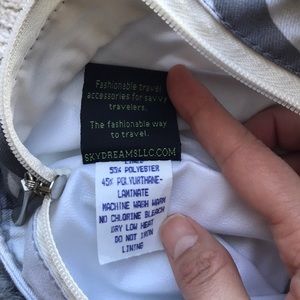 Fashionable travel
accessories for savvy
travelers.
The fashionable way
to travel.
SKYDREAMSLLC.COM
55% POLYESTER
45% POLYURETHANE-
LAMINATE
MACHINE WASH WARM
NO CHLORINE BLEACH
DRY LOW HEAT
DO NOT IRON
LINING